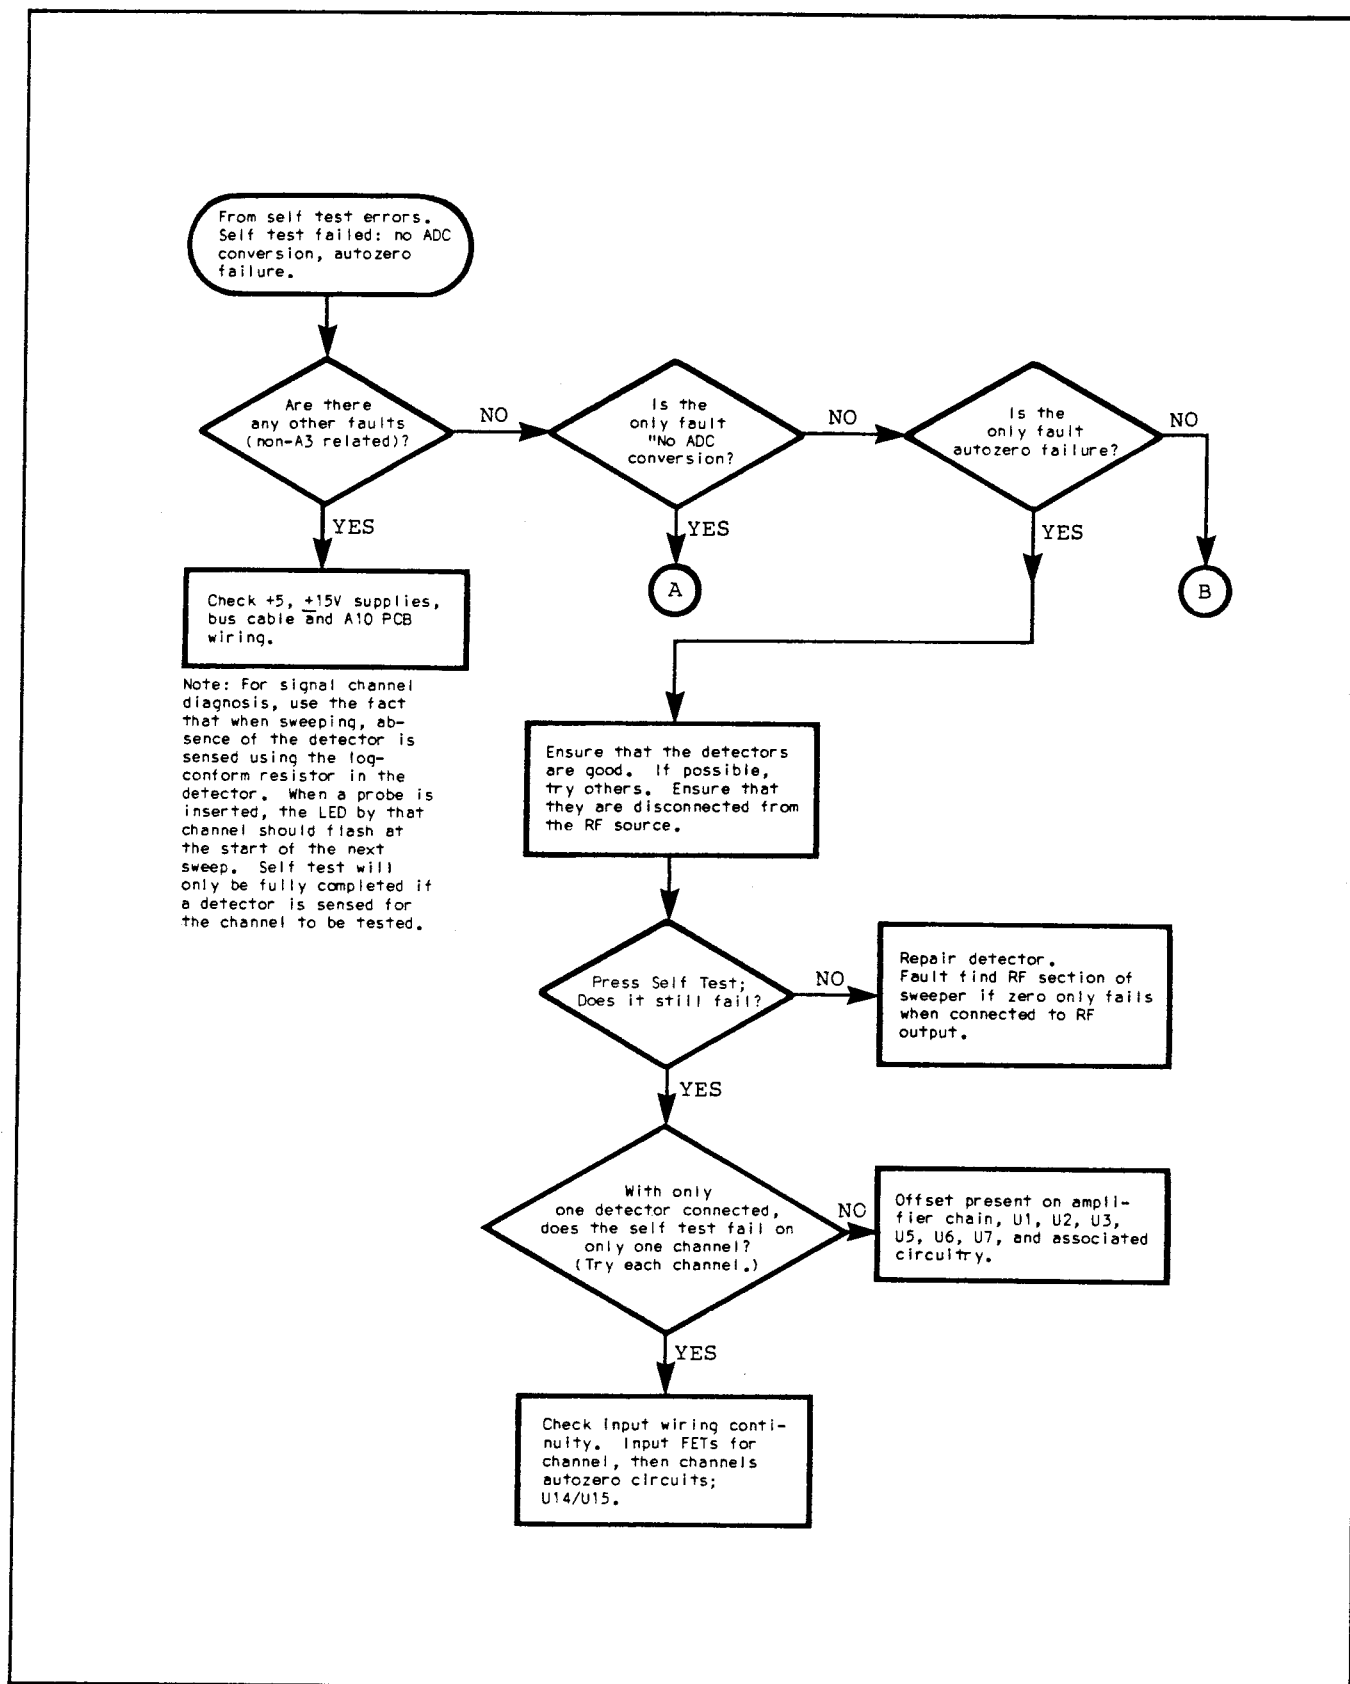 From self test errors.
Self test failed: no ADC
conversion, autozero
failure.
Are there
any other faults
(non-A3 related)?
NO
Is the
only fault
"No ADC
conversion?
NO
Is the
only fault
autozero failure?
NO
YES
YES
YES
Check +5, ±15V supplies,
bus cable and A10 PCB
wiring.
A
B
Note: For signal channel
diagnosis, use the fact
that when sweeping, ab-
sence of the detector is
sensed using the log-
conform resistor in the
detector. When a probe is
inserted, the LED by that
channel should flash at
the start of the next
sweep. Self test will
only be fully completed if
a detector is sensed for
the channel to be tested.
Ensure that the detectors
are good. If possible,
try others. Ensure that
they are disconnected from
the RF source.
Press Self Test;
Does it still fail?
NO
Repair detector.
Fault find RF section of
sweeper if zero only fails
when connected to RF
output.
YES
With only
one detector connected,
does the self test fail on
only one channel?
(Try each channel.)
NO
Offset present on ampli-
fier chain, U1, U2, U3,
U5, U6, U7, and associated
circuitry.
YES
Check Input wiring conti-
nuity. Input FETs for
channel, then channels
autozero circuits;
U14/U15.